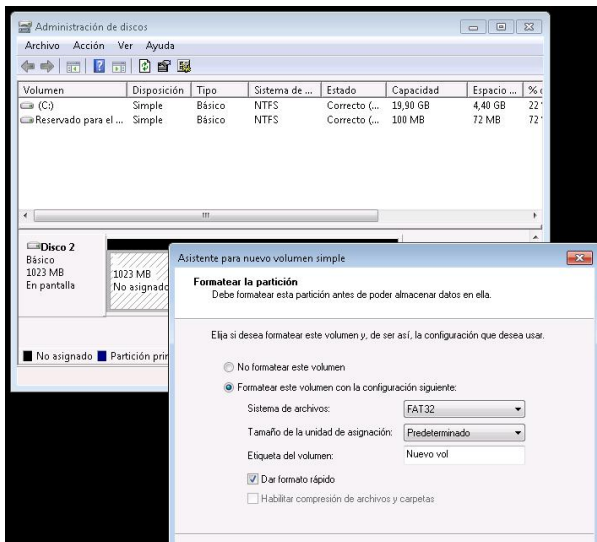 Administración de discos
Archivo Acción Ver Ayuda
Volumen Disposición Tipo Sistema de ... Estado Capacidad Espacio ...
(C:) Simple Básico NTFS Correcto (... 19,90 GB 4,40 GB
Reservado para el ... Simple Básico NTFS Correcto (... 100 MB 72 MB
Disco 2
Básico
1023 MB
En pantalla
1023 MB
No asignado
No asignado Partición
Asistente para nuevo volumen simple
Formatear la partición
Debe formatear esta partición antes de poder almacenar datos en ella.
Elija si desea formatear este volumen y, de ser así, la configuración que desea usar.
No formatear este volumen
Formatear este volumen con la configuración siguiente:
Sistema de archivos: FAT32
Tamaño de la unidad de asignación: Predeterminado
Etiqueta del volumen: Nuevo vol
Dar formato rápido
Habilitar compresión de archivos y carpetas